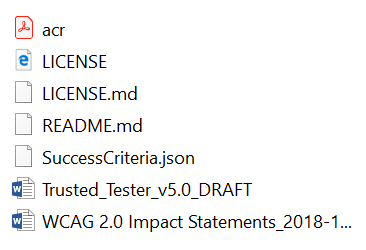 acr
LICENSE
LICENSE.md
README.md
SuccessCriteria.json
Trusted_Tester_v5.0_DRAFT
WCAG 2.0 Impact Statements_2018-1...